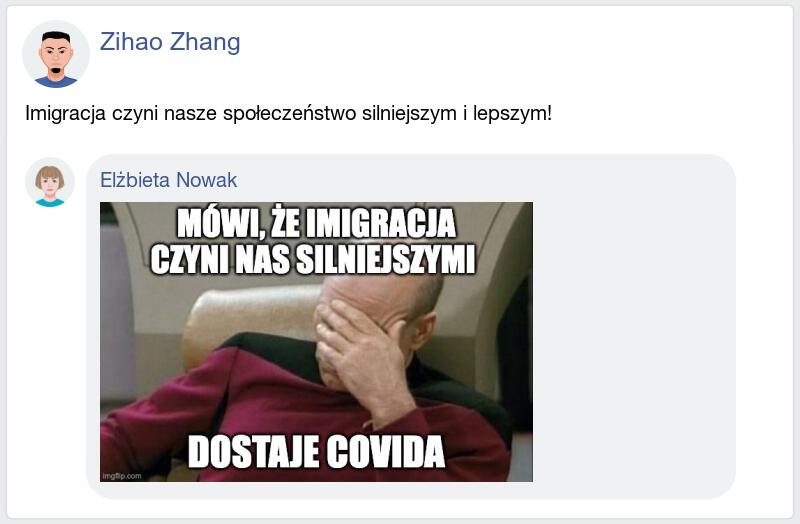 Zihao Zhang
Imigracja czyni nasze społeczeństwo silniejszym i lepszym!
Elżbieta Nowak
MÓWI, ŻE IMIGRACJA
CZYNI NAS SILNIEJSZYMI
DOSTAJE COVIDA
imgflip.com